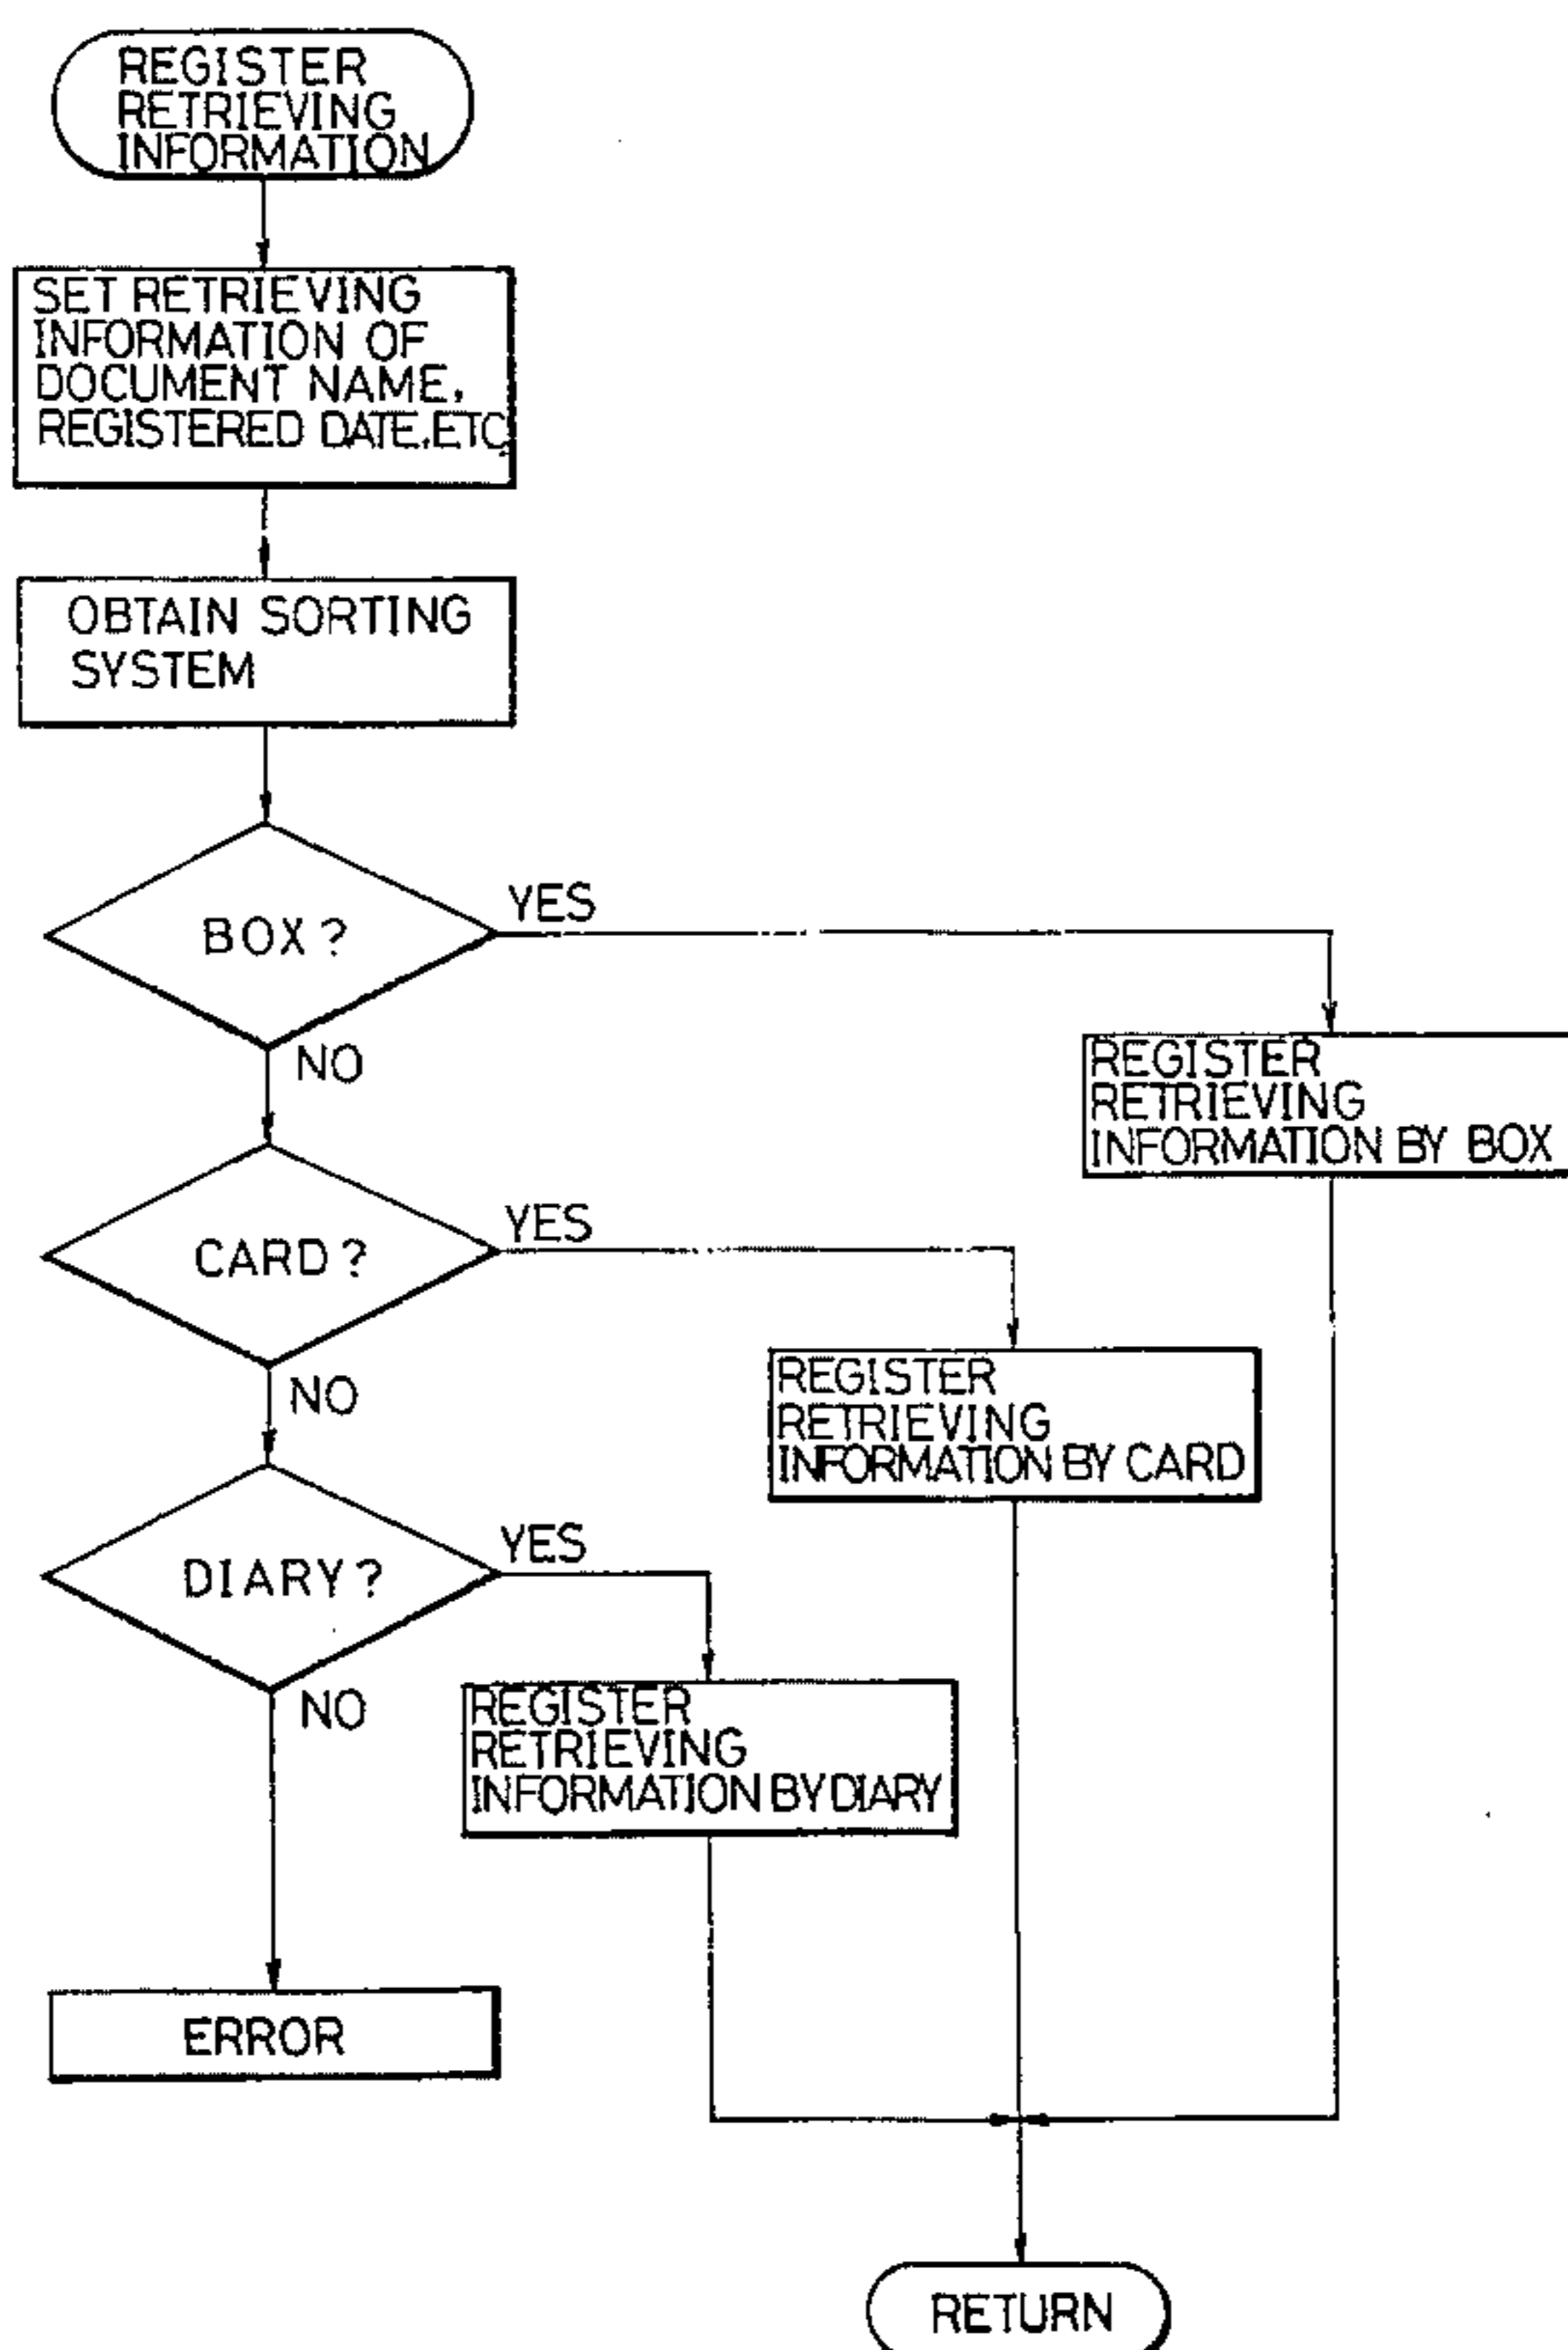 REGISTER
RETRIEVING
INFORMATION
SET RETRIEVING
INFORMATION OF
DOCUMENT NAME,
REGISTERED DATE.ETC.
OBTAIN SORTING
SYSTEM
BOX?
YES
NO
REGISTER
RETRIEVING
INFORMATION BY BOX
CARD?
YES
NO
REGISTER
RETRIEVING
INFORMATION BY CARD
DIARY?
YES
NO
REGISTER
RETRIEVING
INFORMATION BY DIARY
ERROR
RETURN